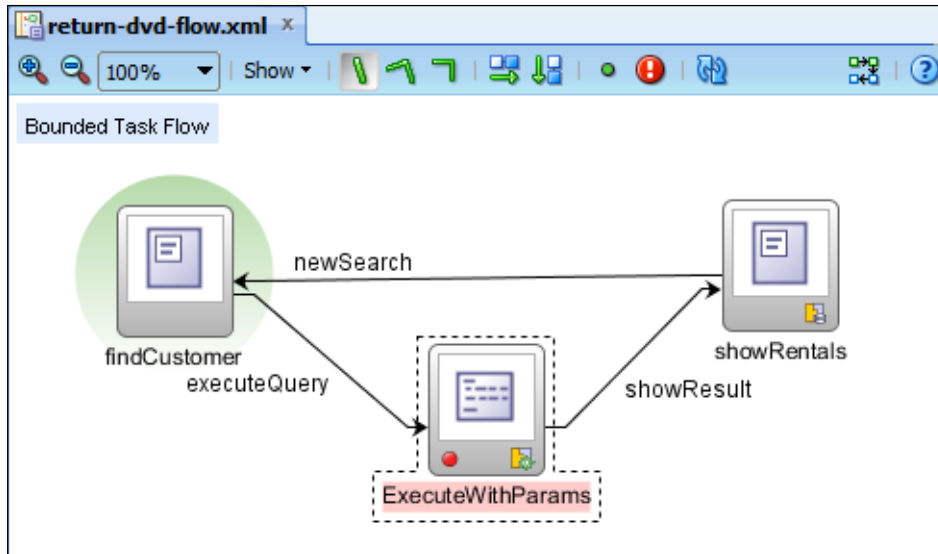 return-dvd-flow.xml
100%
Show
Bounded Task Flow
newSearch
findCustomer
showRentals
executeQuery
showResult
ExecuteWithParams